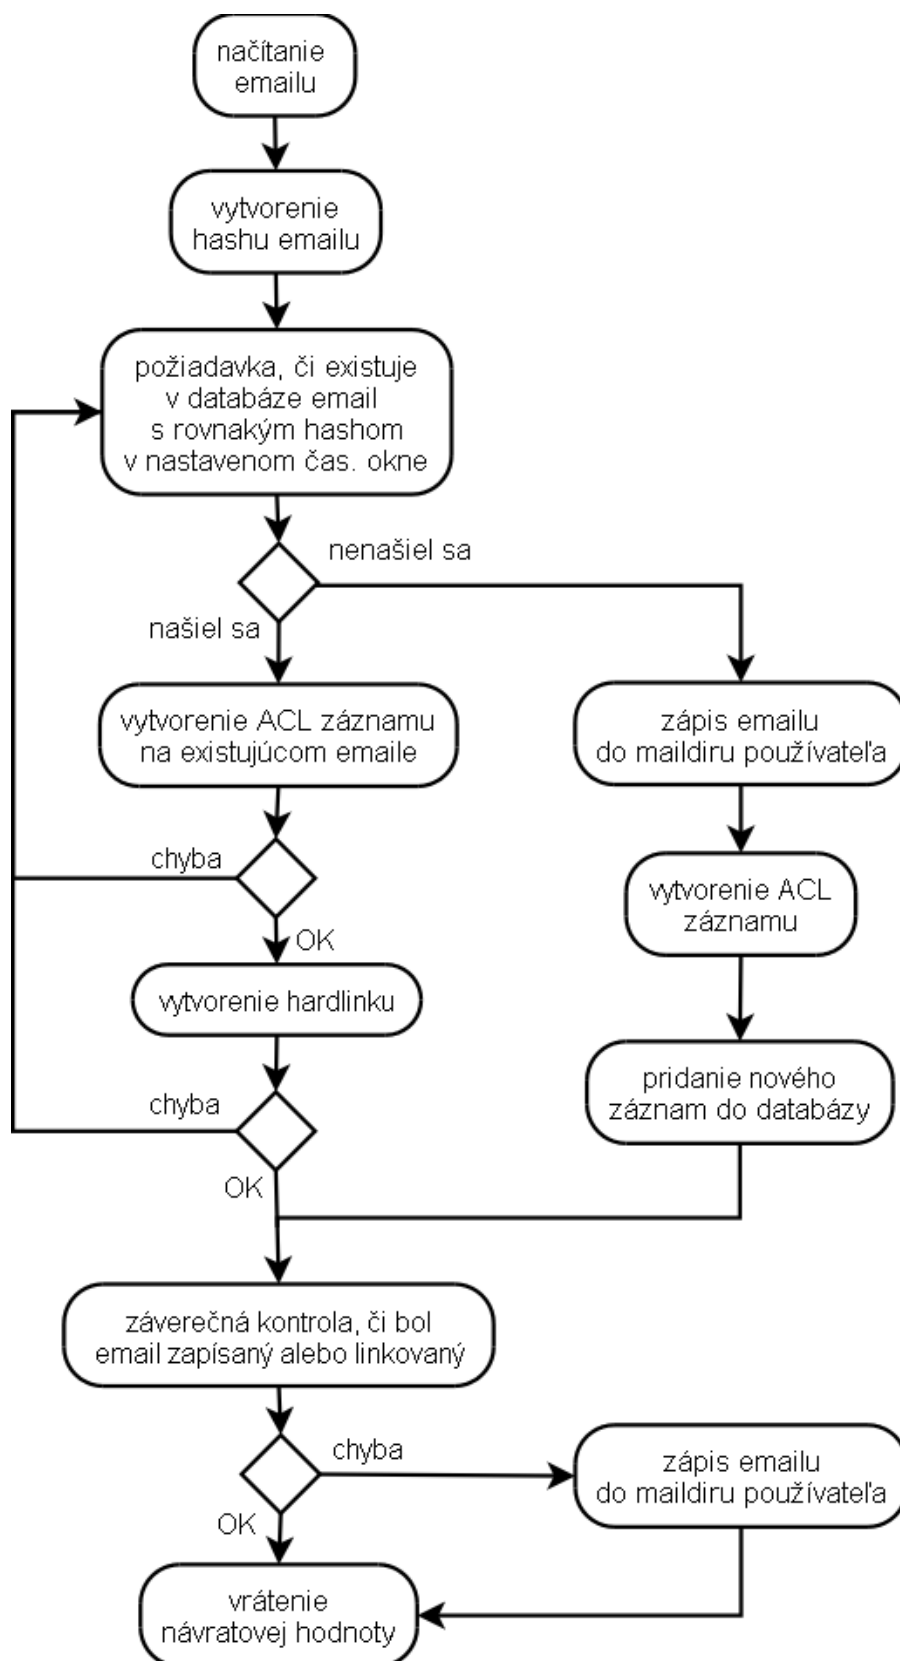 načítanie
emailu
vytvorenie
hashu emailu
požiadavka, či existuje
v databáze email
s rovnakým hashom
v nastavenom čas. okne
nenašiel sa
našiel sa
vytvorenie ACL záznamu
na existujúcom emaile
zápis emailu
do maildiru používateľa
chyba
OK
vytvorenie ACL
záznamu
vytvorenie hardlinku
pridanie nového
záznam do databázy
chyba
OK
záverečná kontrola, či bol
email zapísaný alebo linkovaný
chyba
OK
zápis emailu
do maildiru používateľa
vrátenie
návratovej hodnoty